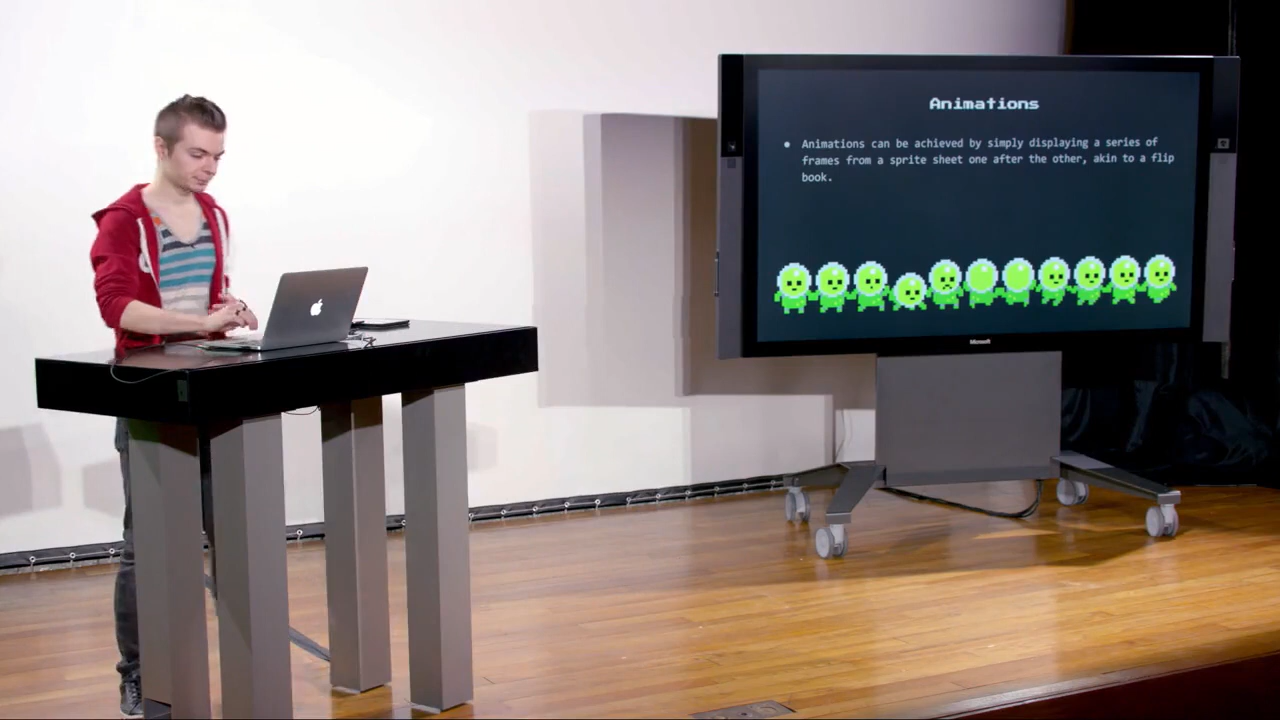 Animations
● Animations can be achieved by simply displaying a series of
frames from a sprite sheet one after the other, akin to a flip
book.
Microsoft